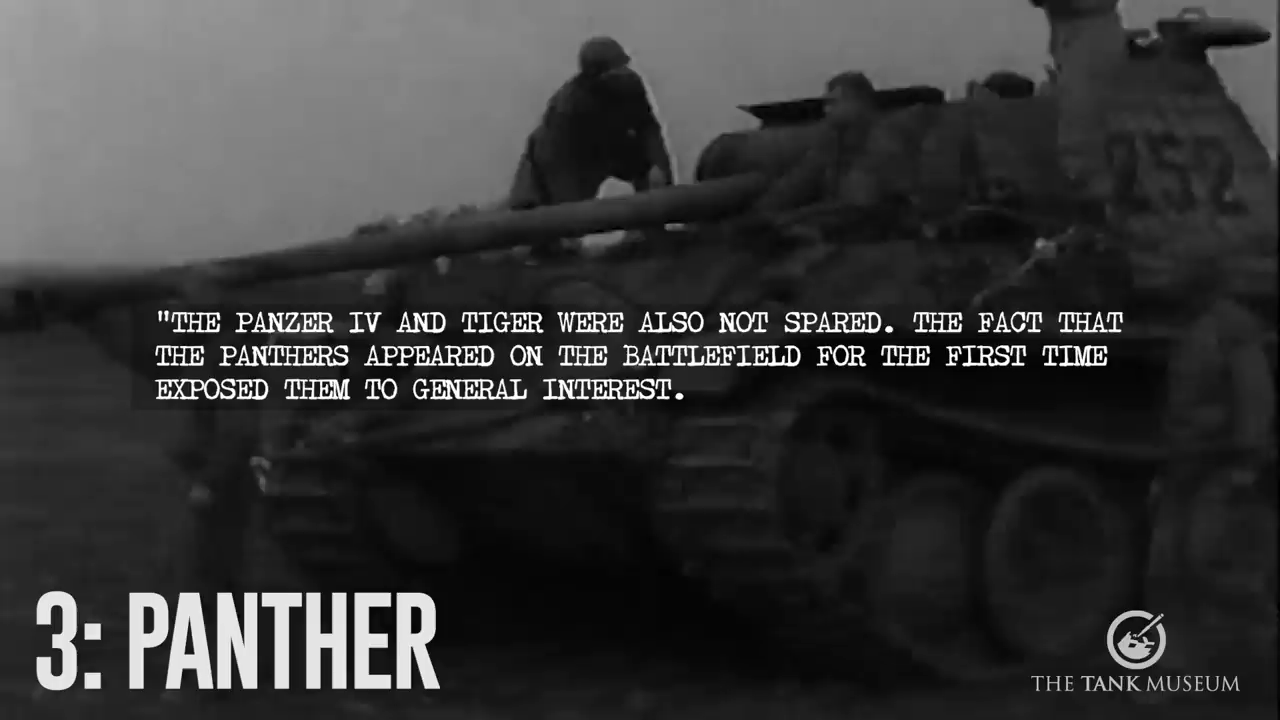 252
"THE PANZER IV AND TIGER WERE ALSO NOT SPARED. THE FACT THAT
THE PANTHERS APPEARED ON THE BATTLEFIELD FOR THE FIRST TIME
EXPOSED THEM TO GENERAL INTEREST.
3: PANTHER
THE TANK MUSEUM